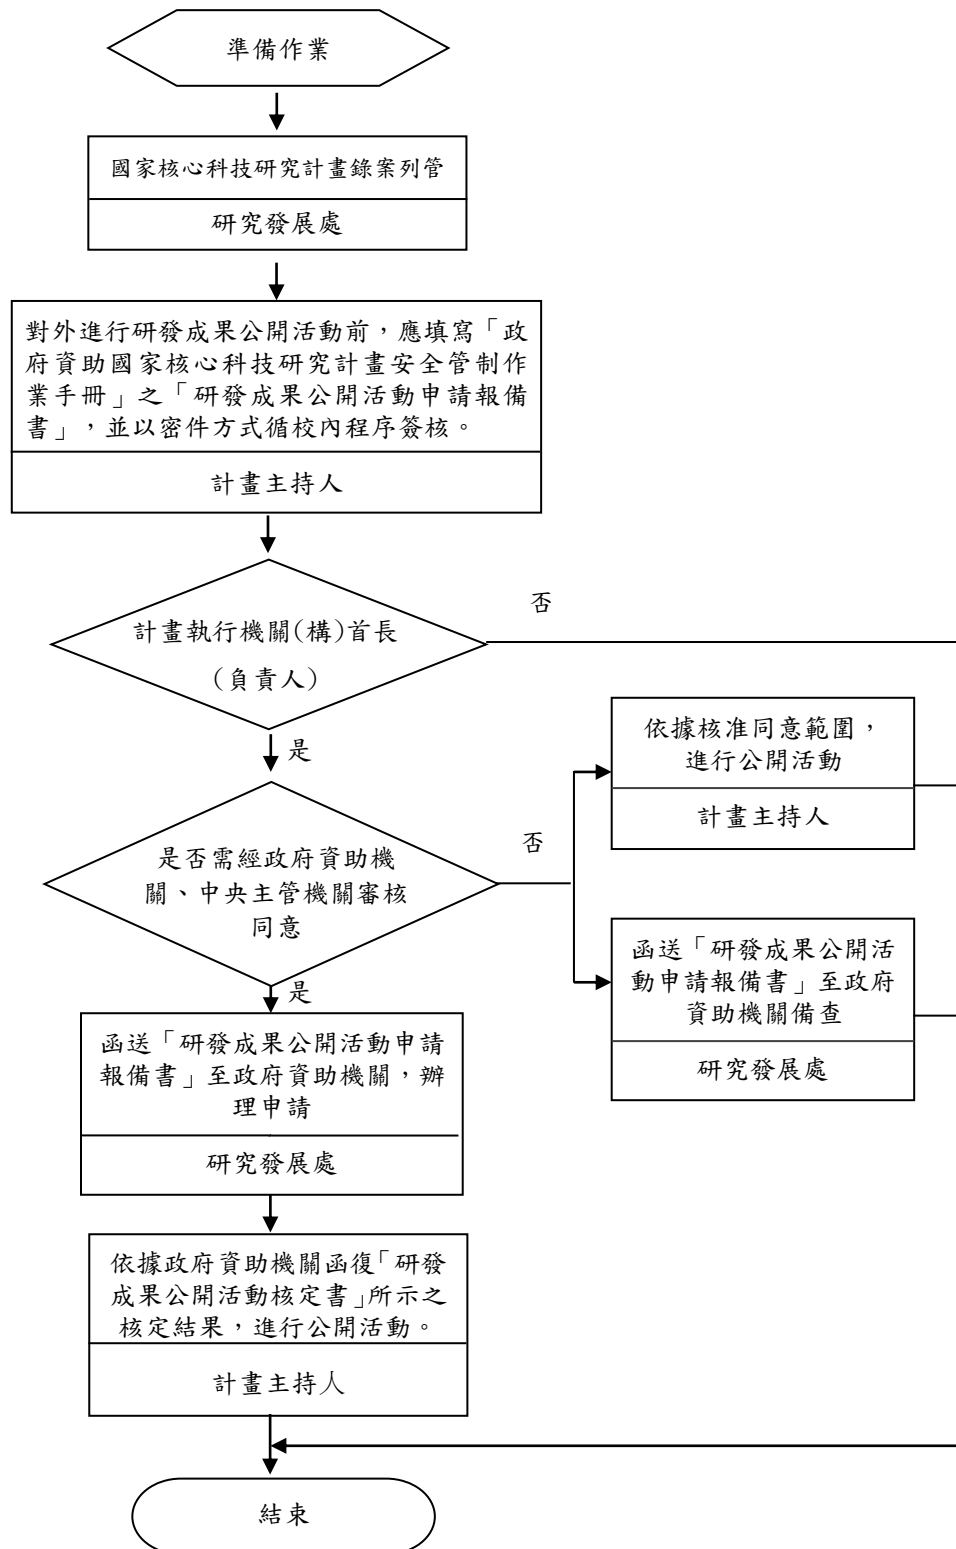 準備作業
國家核心科技研究計畫錄案列管
研究發展處
對外進行研發成果公開活動前，應填寫「政
府資助國家核心科技研究計畫安全管制作
業手冊」之「研發成果公開活動申請報備
書」，並以密件方式循校內程序簽核。
計畫主持人
計畫執行機關(構)首長
(負責人)
否
是
依據核准同意範圍，
進行公開活動
計畫主持人
是否需經政府資助機
關、中央主管機關審核
同意
否
是
函送「研發成果公開活
動申請報備書」至政府
資助機關備查
研究發展處
函送「研發成果公開活動申請
報備書」至政府資助機關，辦
理申請
研究發展處
依據政府資助機關函復「研發
成果公開活動核定書」所示之
核定結果，進行公開活動。
計畫主持人
結束